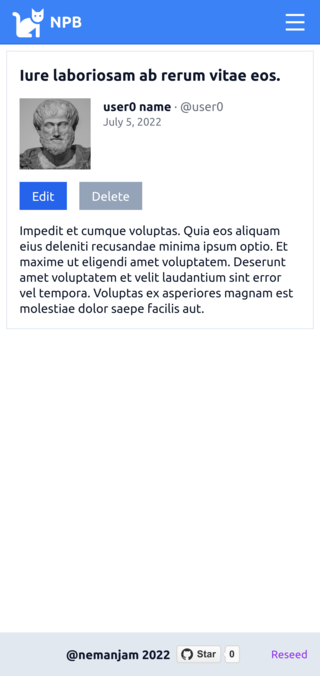 NPB
Iure laboriosam ab rerum vitae eos.
user0 name · @user0
July 5, 2022
Edit
Delete
Impedit et cumque voluptas. Quia eos aliquam
eius deleniti recusandae minima ipsum optio. Et
maxime ut eligendi amet voluptatem. Deserunt
amet voluptatem et velit laudantium sint error
vel tempora. Voluptas ex asperiores magnam est
molestiae dolor saepe facilis aut.
@nemanjam 2022
Star
0
Reseed